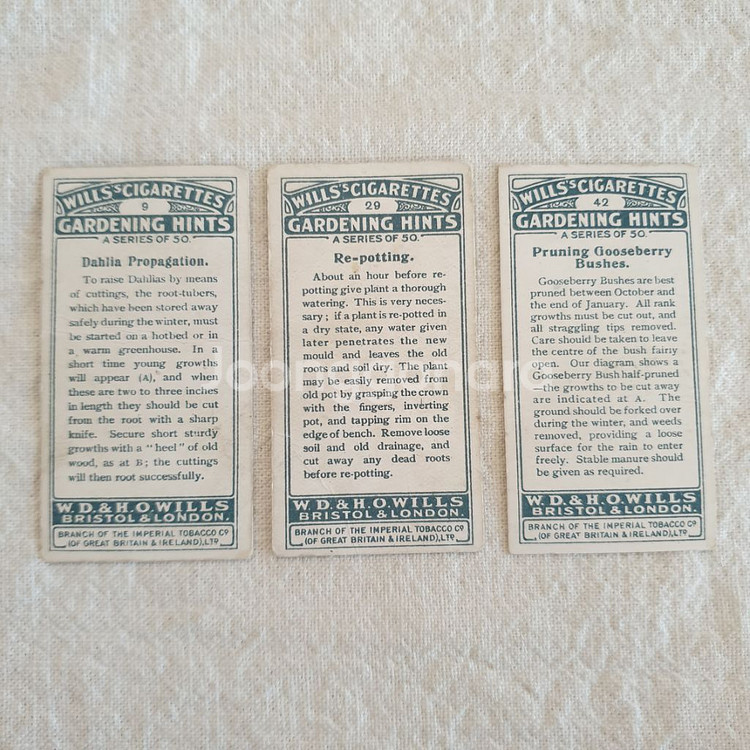 WILLS'S CIGARETTES
9
GARDENING HINTS
A SERIES OF 50.
Dahlia Propagation.
To raise Dahlias by means
of cuttings, the root-tubers,
which have been stored away
safely during the winter, must
be started on a hotbed or in
a warm greenhouse. In a
short time young growths
will appear (A), and when
these are two to three inches
in length they should be cut
from the root with a sharp
knife. Secure short sturdy
growths with a "heel" of old
wood, as at B; the cuttings
will then root successfully.
W.D.&H.O.WILLS
BRISTOL & LONDON.
BRANCH OF THE IMPERIAL TOBACCO CO
(OF GREAT BRITAIN & IRELAND), LTD
WILLS'S CIGARETTES
29
GARDENING HINTS
A SERIES OF 50.
Re-potting.
About an hour before re-
potting give plant a thorough
watering. This is very neces-
sary; if a plant is re-potted in
a dry state, any water given
later penetrates the new
mould and leaves the old
roots and soil dry. The plant
may be easily removed from
old pot by grasping the crown
with the fingers, inverting
pot, and tapping rim on the
edge of bench. Remove loose
soil and old drainage, and
cut away any dead roots
before re-potting.
W.D.&H.O.WILLS
BRISTOL & LONDON.
BRANCH OF THE IMPERIAL TOBACCO CO
(OF GREAT BRITAIN & IRELAND), LTD
WILLS'S CIGARETTES
42
GARDENING HINTS
A SERIES OF 50.
Pruning Gooseberry
Bushes.
Gooseberry Bushes are best
pruned between October and
the end of January. All rank
growths must be cut out, and
all straggling tips removed.
Care should be taken to leave
the centre of the bush fairy
open. Our diagram shows a
Gooseberry Bush half-pruned
—the growths to be cut away
are indicated at A. The
ground should be forked over
during the winter, and weeds
removed, providing a loose
surface for the rain to enter
freely. Stable manure should
be given as required.
W.D.&H.O.WILLS
BRISTOL & LONDON.
BRANCH OF THE IMPERIAL TOBACCO CO
(OF GREAT BRITAIN & IRELAND), LTD